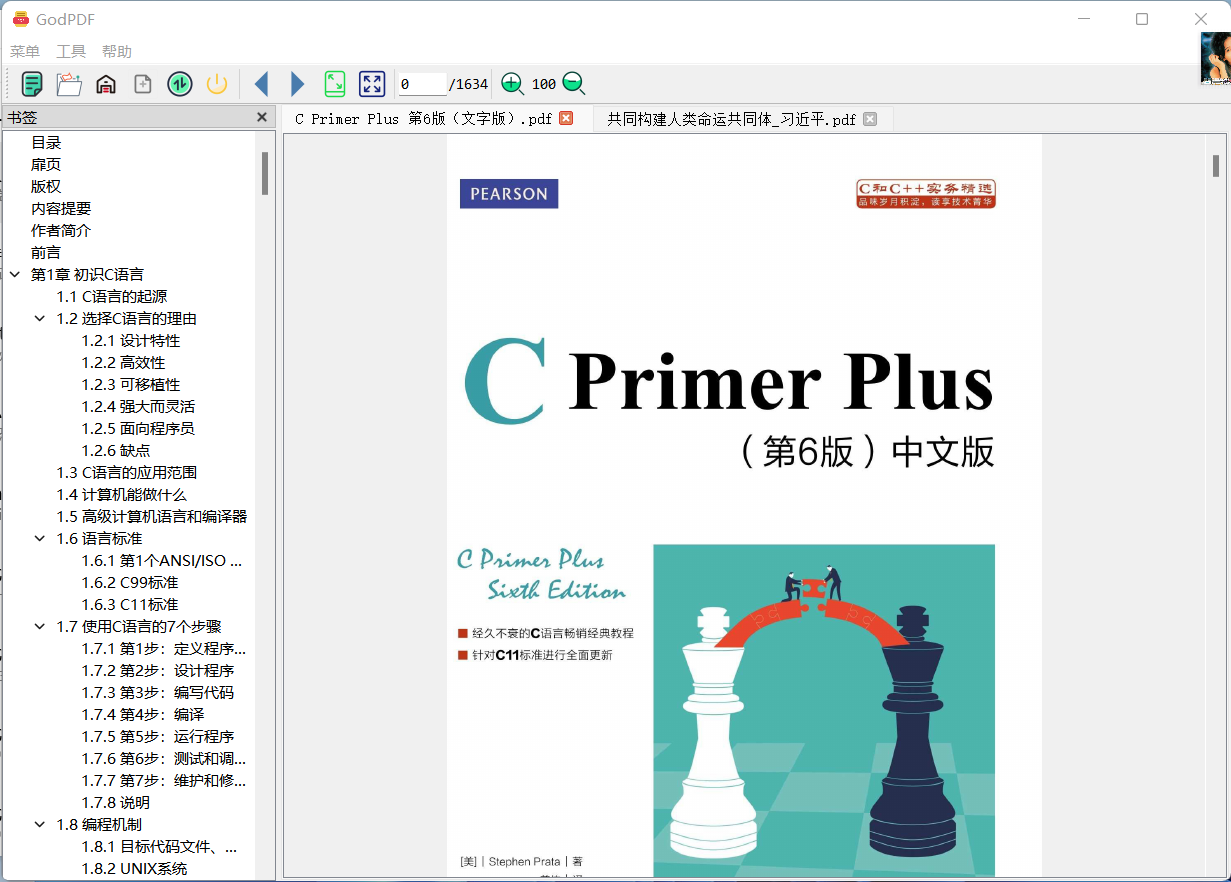 GodPDF
菜单 工具 帮助
0 /1634 100
书签
C Primer Plus 第6版（文字版）.pdf
共同构建人类命运共同体_习近平.pdf
目录
扉页
版权
内容提要
作者简介
前言
第1章 初识C语言
1.1 C语言的起源
1.2 选择C语言的理由
1.2.1 设计特性
1.2.2 高效性
1.2.3 可移植性
1.2.4 强大而灵活
1.2.5 面向程序员
1.2.6 缺点
1.3 C语言的应用范围
1.4 计算机能做什么
1.5 高级计算机语言和编译器
1.6 语言标准
1.6.1 第1个ANSI/ISO ...
1.6.2 C99标准
1.6.3 C11标准
1.7 使用C语言的7个步骤
1.7.1 第1步：定义程序...
1.7.2 第2步：设计程序
1.7.3 第3步：编写代码
1.7.4 第4步：编译
1.7.5 第5步：运行程序
1.7.6 第6步：测试和调...
1.7.7 第7步：维护和修...
1.7.8 说明
1.8 编程机制
1.8.1 目标代码文件、...
1.8.2 UNIX系统
PEARSON
C和C++实务精选
品味岁月积淀，读享技术菁华
C Primer Plus
（第6版）中文版
C Primer Plus
Sixth Edition
经久不衰的C语言畅销经典教程
针对C11标准进行全面更新
[美] | Stephen Prata | 著